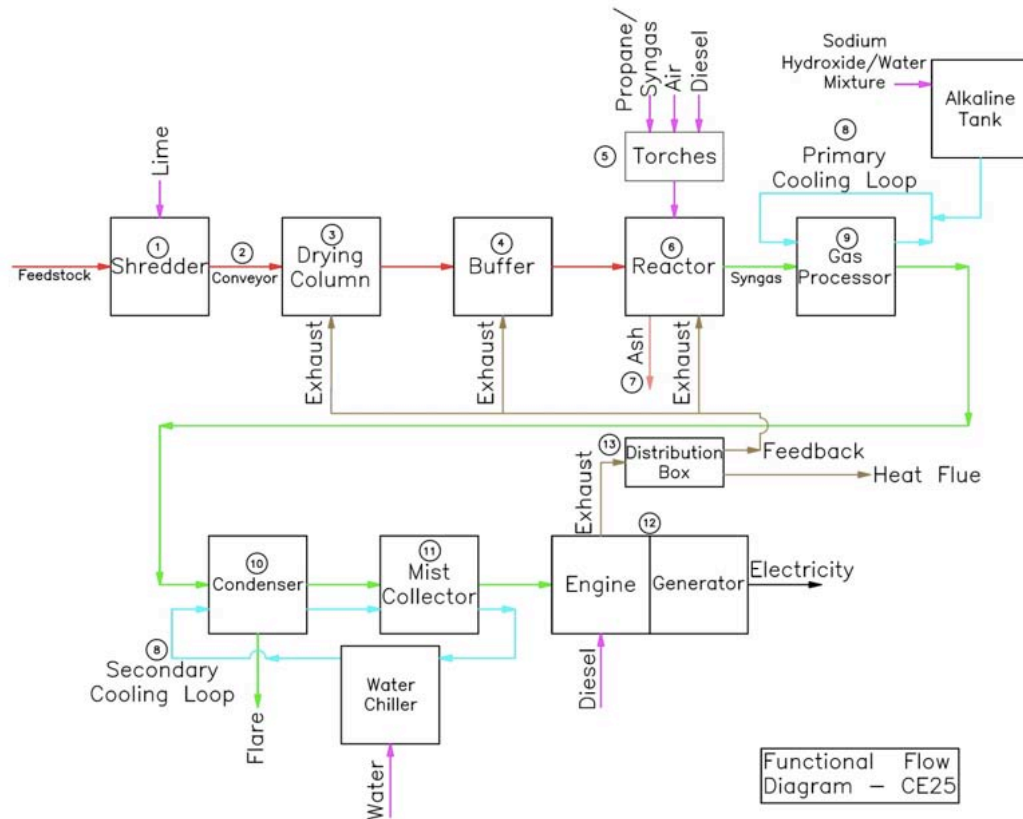 Propane/
Syngas
Air
Diesel
Sodium
Hydroxide/Water
Mixture
Alkaline
Tank
5
Torches
8
Primary
Cooling Loop
Lime
1
Shredder
Feedstock
2
Conveyor
3
Drying
Column
4
Buffer
6
Reactor
Syngas
9
Gas
Processor
Exhaust
Exhaust
7
Ash
Exhaust
13
Distribution
Box
Feedback
Heat Flue
Exhaust
10
Condenser
11
Mist
Collector
12
Engine
Generator
Electricity
8
Secondary
Cooling Loop
Flare
Water
Chiller
Water
Diesel
Functional Flow
Diagram - CE25